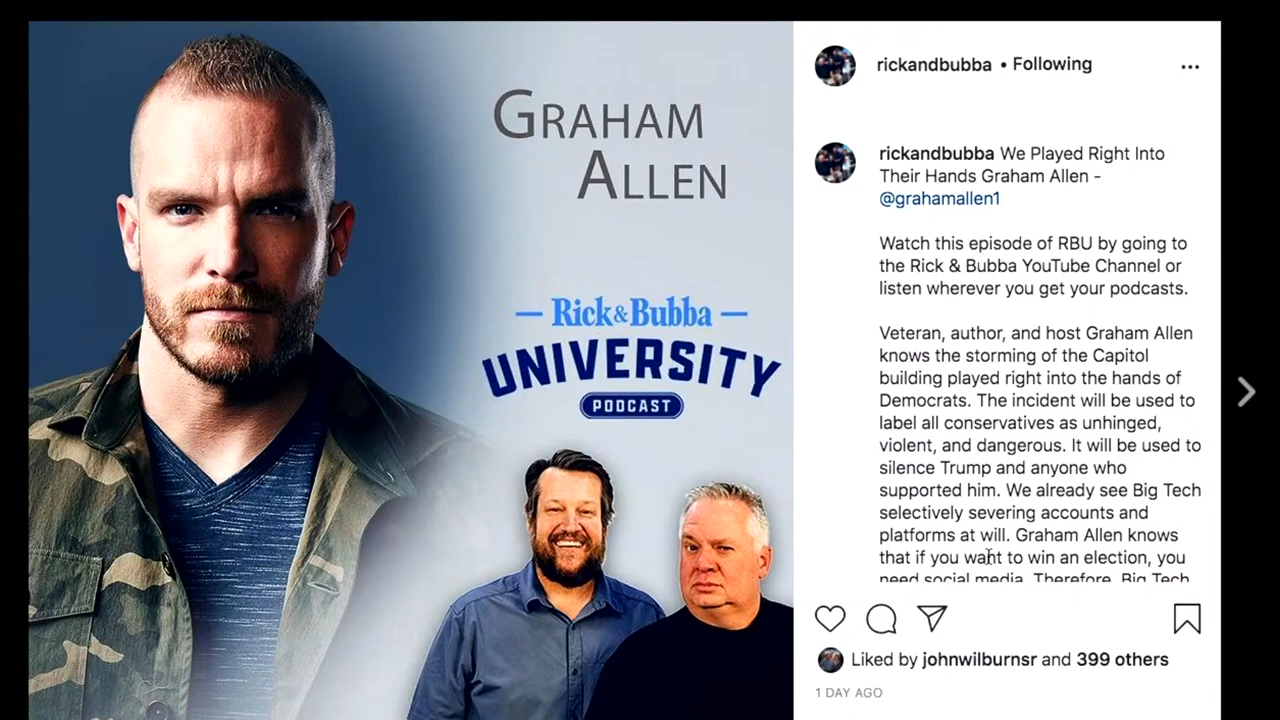 GRAHAM
ALLEN
Rick & Bubba
UNIVERSITY
PODCAST
rickandbubba • Following
rickandbubba We Played Right Into
Their Hands Graham Allen -
@grahamallen1
Watch this episode of RBU by going to
the Rick & Bubba YouTube Channel or
listen wherever you get your podcasts.
Veteran, author, and host Graham Allen
knows the storming of the Capitol
building played right into the hands of
Democrats. The incident will be used to
label all conservatives as unhinged,
violent, and dangerous. It will be used to
silence Trump and anyone who
supported him. We already see Big Tech
selectively severing accounts and
platforms at will. Graham Allen knows
that if you want to win an election, you
need social media. Therefore, Big Tech
Liked by johnwilburnsr and 399 others
1 DAY AGO